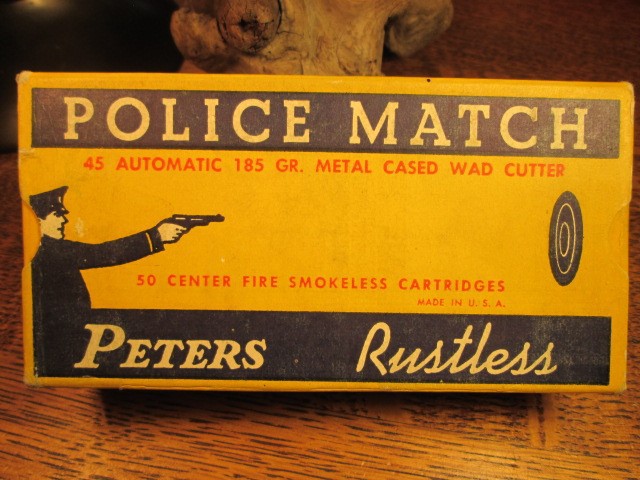 POLICE MATCH
45 AUTOMATIC 185 GR. METAL CASED WAD CUTTER
50 CENTER FIRE SMOKELESS CARTRIDGES
MADE IN U.S.A.
PETERS Rustless